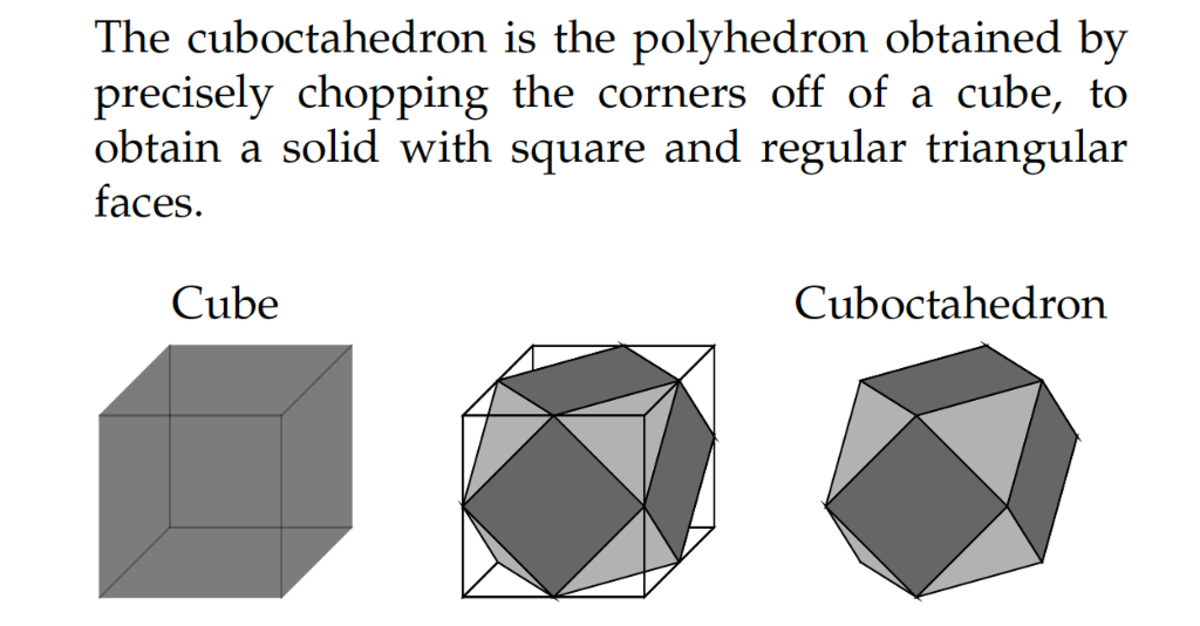 The cuboctahedron is the polyhedron obtained by
precisely chopping the corners off of a cube, to
obtain a solid with square and regular triangular
faces.
Cube
Cuboctahedron